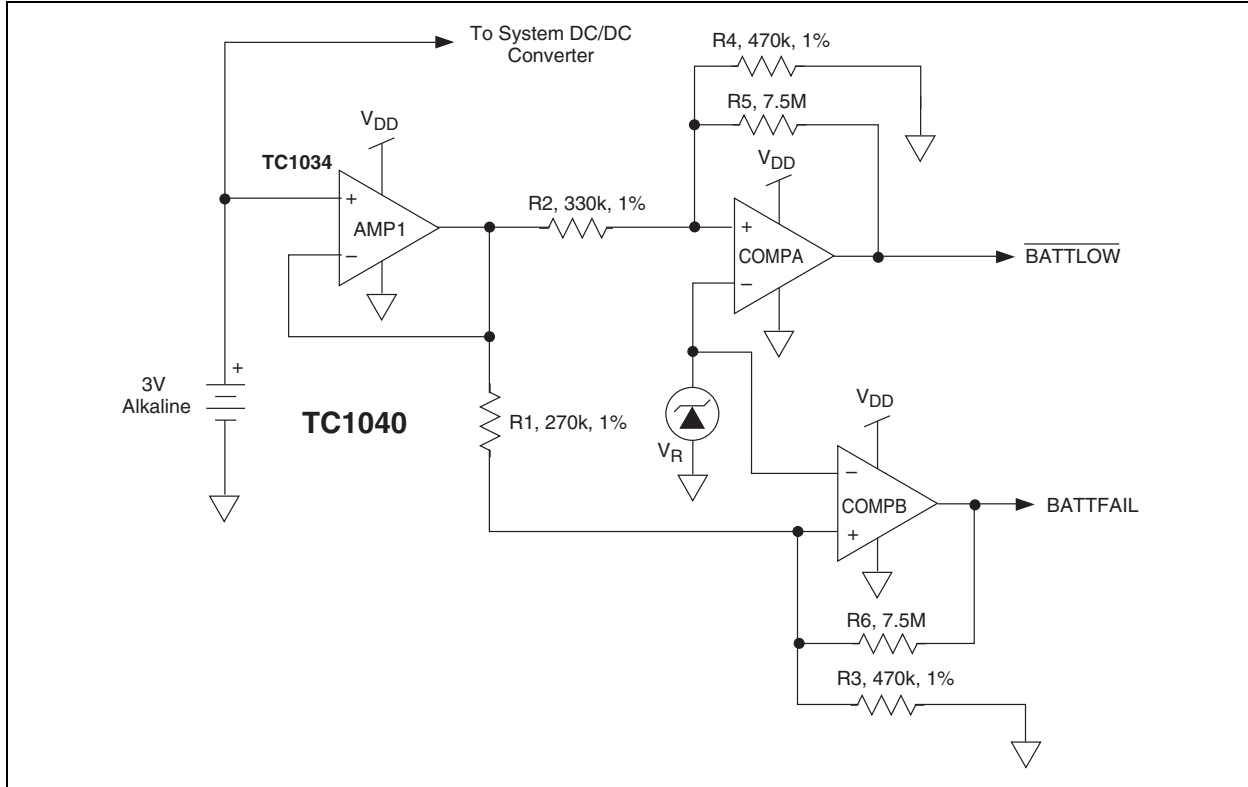 To System DC/DC
Converter
R4, 470k, 1%
R5, 7.5M
VDD
TC1034
+
AMP1
−
R2, 330k, 1%
VDD
+
COMPA
−
BATTLOW
3V
Alkaline
+
TC1040
R1, 270k, 1%
VR
VDD
−
COMPB
+
BATTFAIL
R6, 7.5M
R3, 470k, 1%